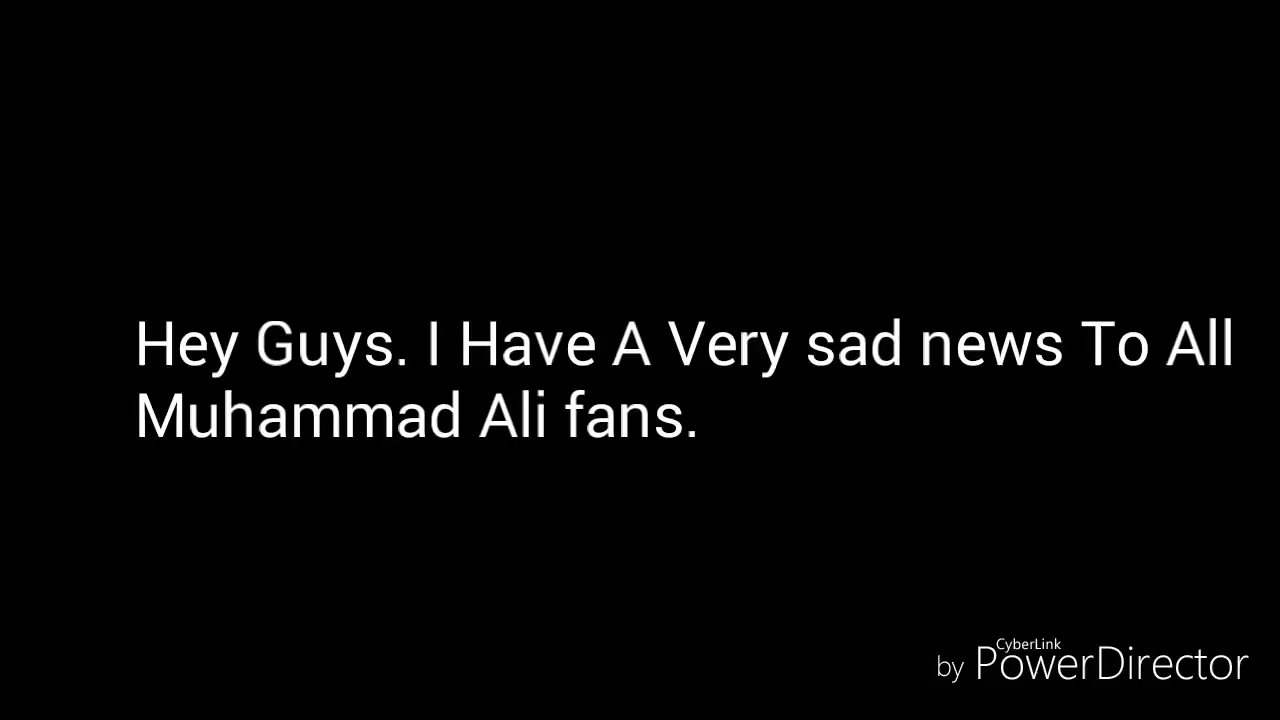 Hey Guys. I Have A Very sad news To All
Muhammad Ali fans.
CyberLink
by PowerDirector